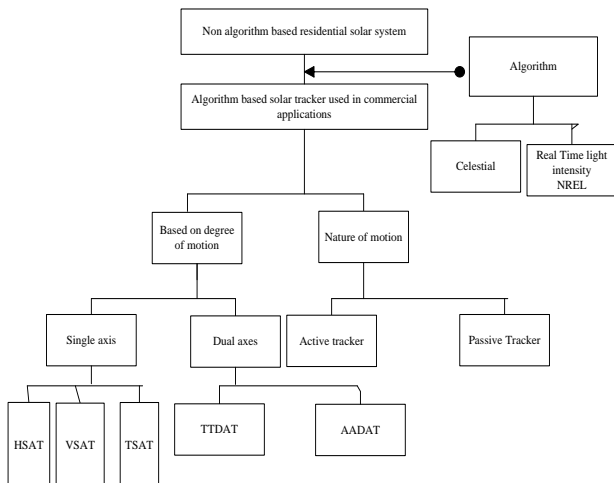 Non algorithm based residential solar system
Algorithm
Algorithm based solar tracker used in commercial
applications
Celestial
Real Time light
intensity
NREL
Based on degree
of motion
Nature of motion
Single axis
Dual axes
Active tracker
Passive Tracker
HSAT
VSAT
TSAT
TTDAT
AADAT